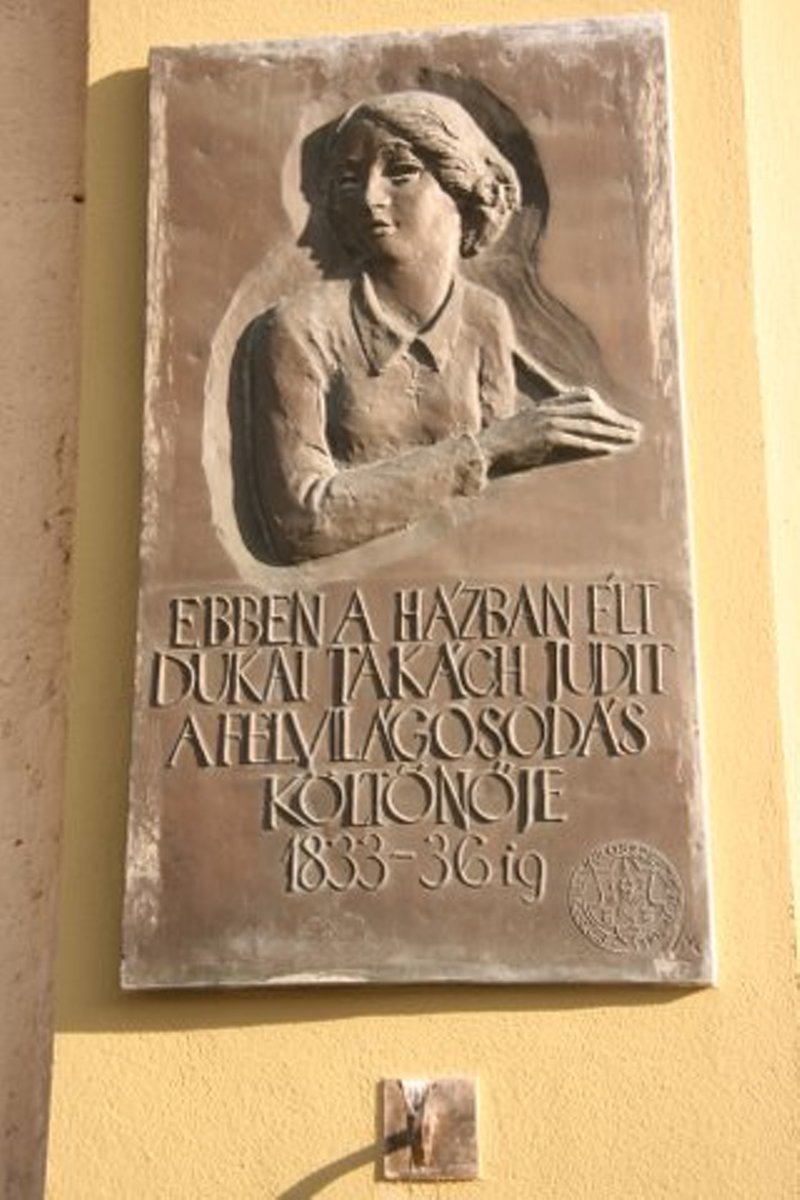 EBBEN A HÁZBAN ÉLT
DUKAI TAKÁCH JUDIT
A FELVILÁGOSODÁS
KÖLTŐNŐJE
1833-36 ig